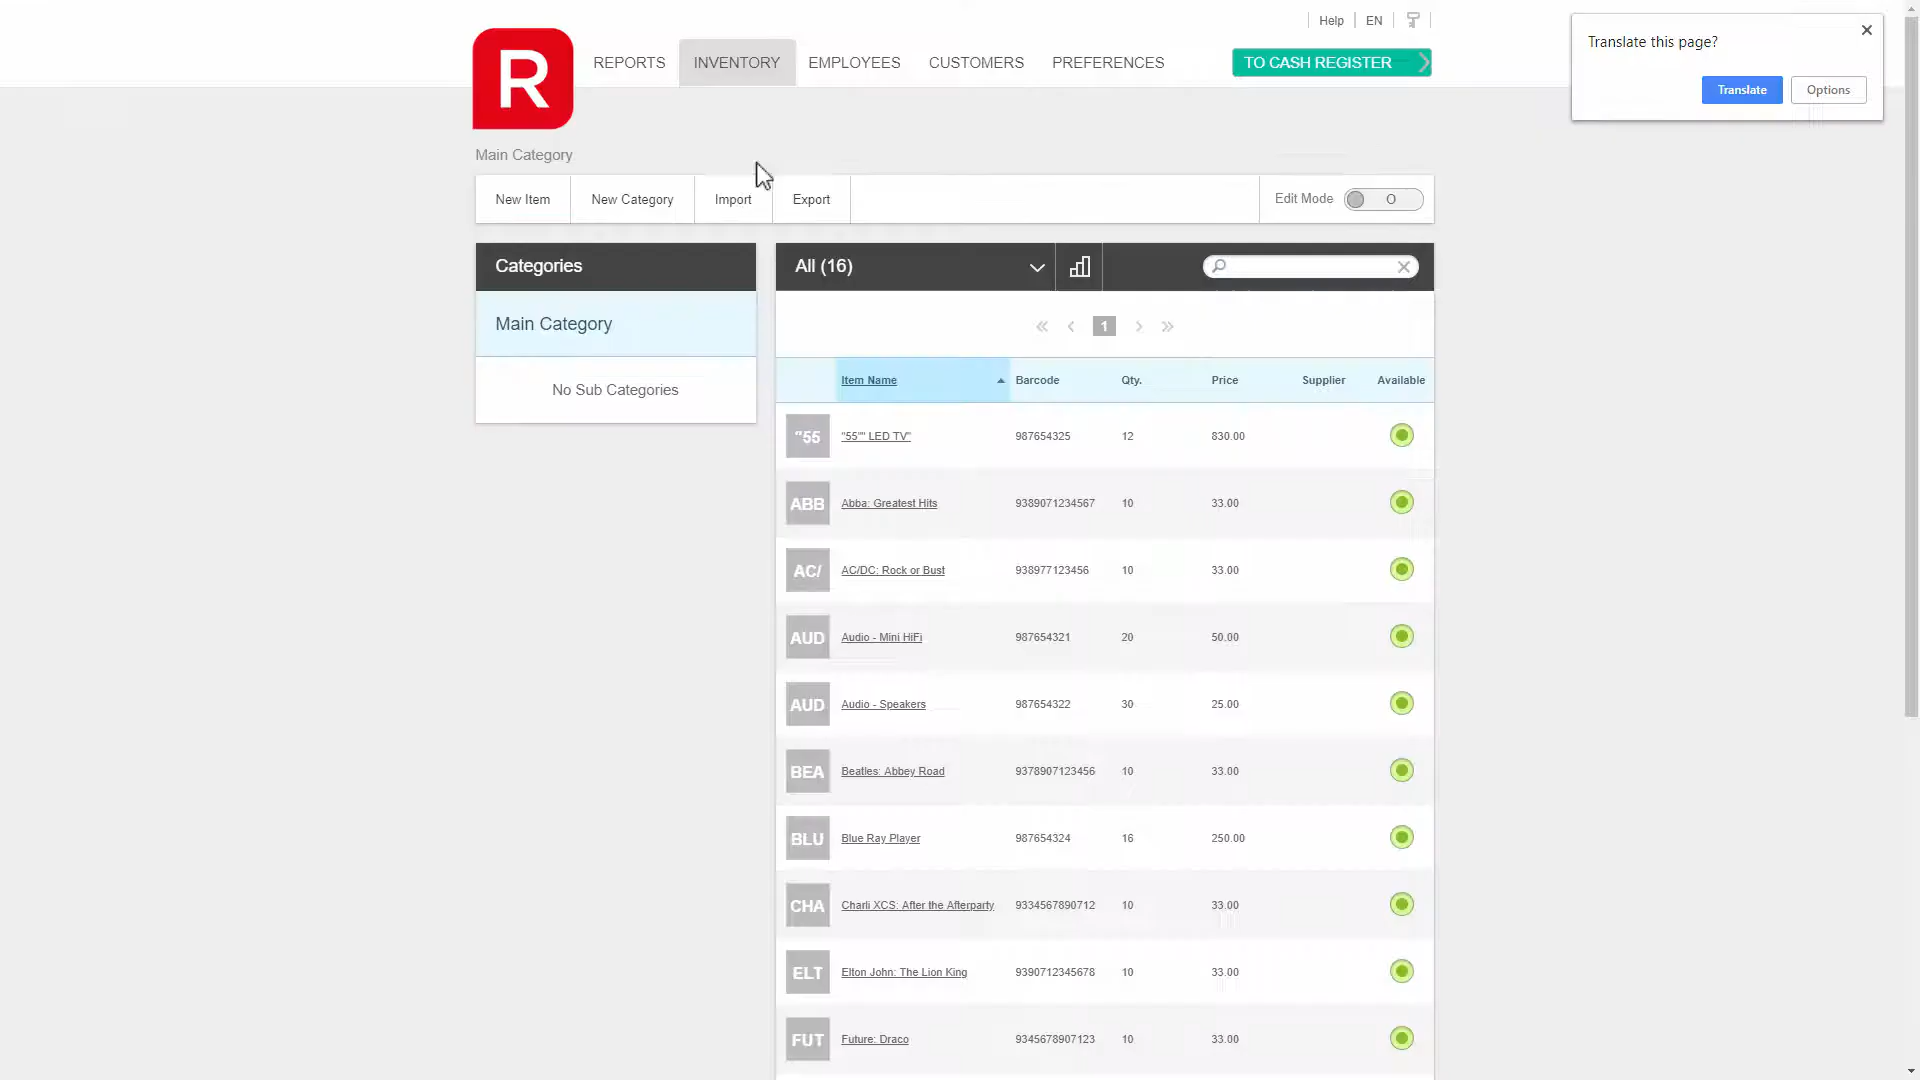 Help EN
R REPORTS INVENTORY EMPLOYEES CUSTOMERS PREFERENCES TO CASH REGISTER
Translate this page?
Translate Options
Main Category
New Item New Category Import Export Edit Mode O
Categories
Main Category
No Sub Categories
All (16)
1
Item Name Barcode Qty. Price Supplier Available
"55 "55"" LED TV" 987654325 12 830.00
ABB Abba: Greatest Hits 9389071234567 10 33.00
AC/ AC/DC: Rock or Bust 938977123456 10 33.00
AUD Audio - Mini HiFi 987654321 20 50.00
AUD Audio - Speakers 987654322 30 25.00
BEA Beatles: Abbey Road 9378907123456 10 33.00
BLU Blue Ray Player 987654324 16 250.00
CHA Charli XCS: After the Afterparty 9334567890712 10 33.00
ELT Elton John: The Lion King 9390712345678 10 33.00
FUT Future: Draco 9345678907123 10 33.00